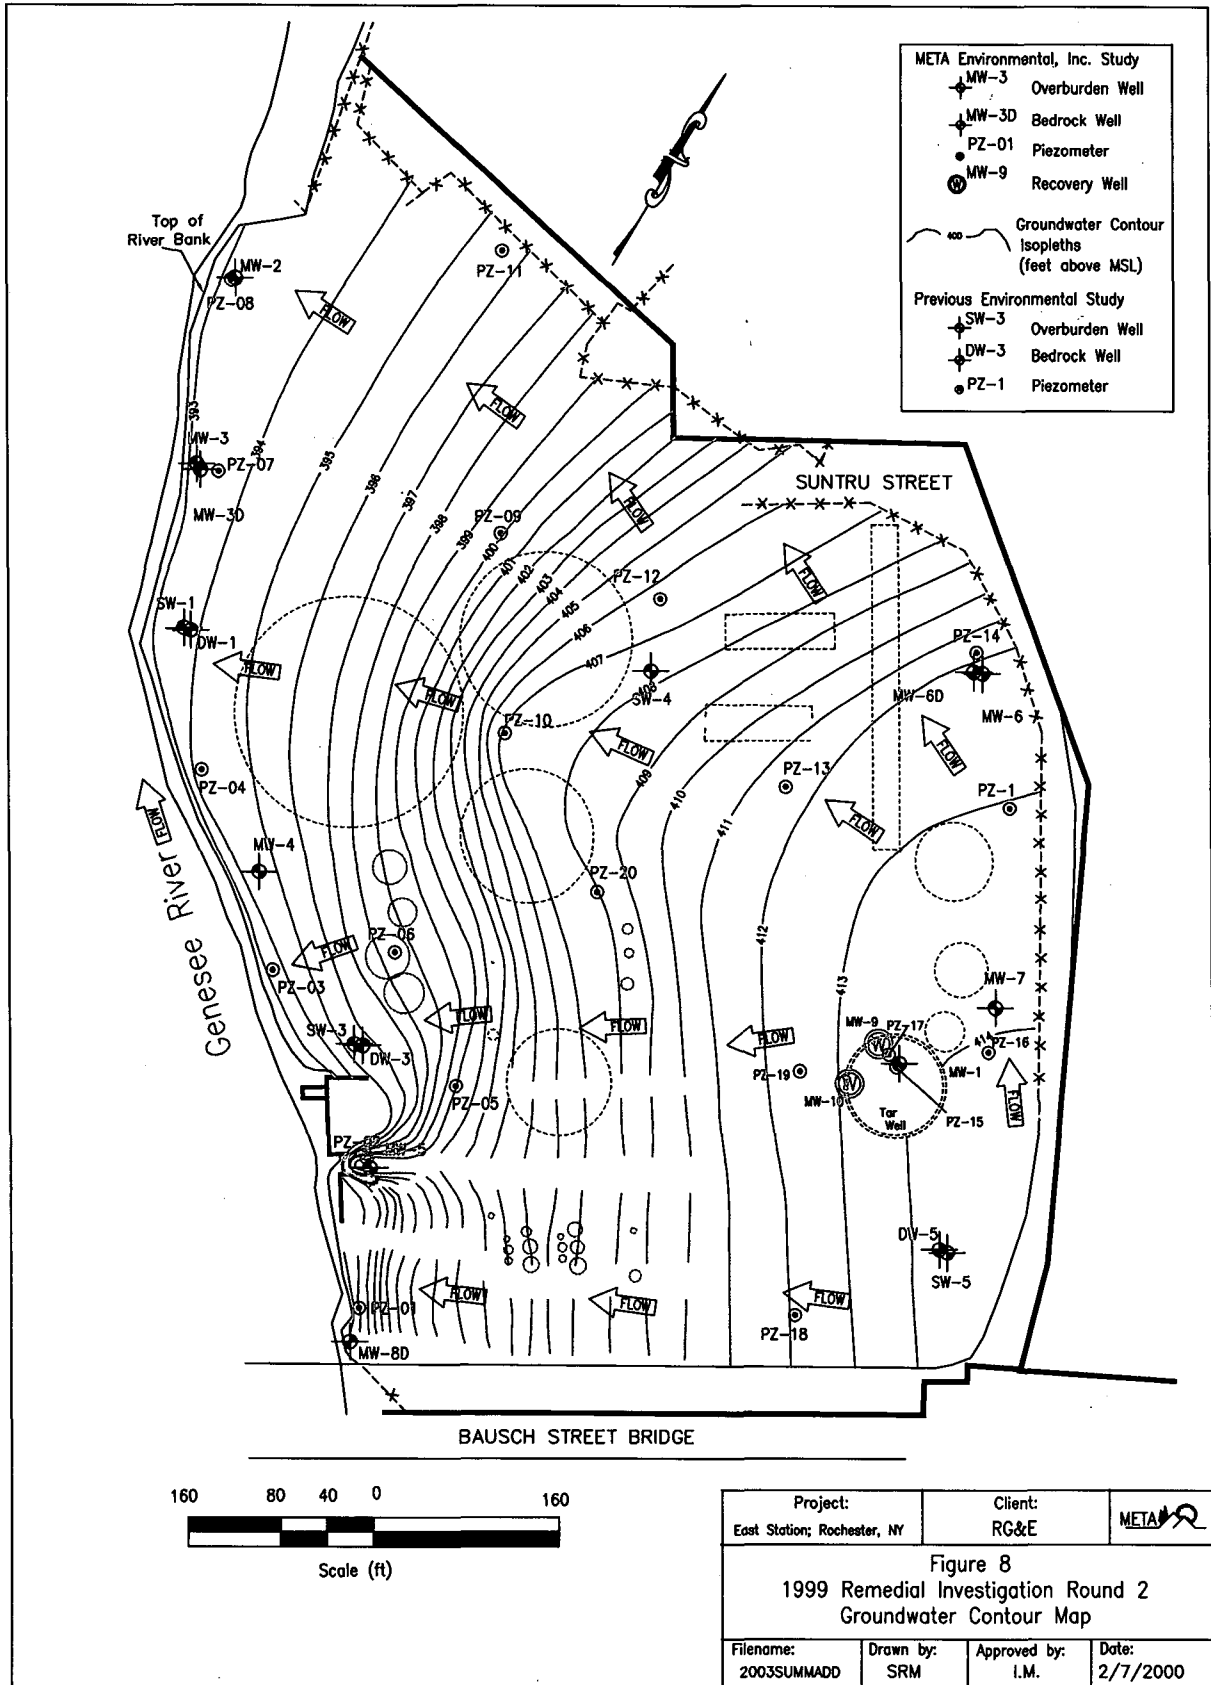 META Environmental, Inc. Study
MW-3
Overburden Well
MW-3D
Bedrock Well
PZ-01
Piezometer
W
MW-9
Recovery Well
400
Groundwater Contour
Isopleths
(feet above MSL)
Previous Environmental Study
SW-3
Overburden Well
DW-3
Bedrock Well
PZ-1
Piezometer
Top of
River Bank
MW-2
PZ-08
PZ-11
FLOW
FLOW
393
394
395
396
397
398
399
400
401
402
403
404
405
406
407
408
409
410
411
412
413
MW-3
PZ-07
MW-3D
PZ-09
FLOW
SUNTRU STREET
PZ-12
FLOW
SW-1
DW-1
FLOW
FLOW
SW-4
PZ-14
MW-6D
MW-6
PZ-10
FLOW
FLOW
PZ-04
PZ-13
PZ-1
FLOW
FLOW
MW-4
PZ-20
Genesee River
PZ-06
FLOW
PZ-03
MW-7
SW-3
DW-3
FLOW
FLOW
FLOW
MW-9
W
PZ-17
PZ-16
MW-1
PZ-19
MW-10
PZ-05
Tar
Well
PZ-15
FLOW
DW-5
SW-5
PZ-01
FLOW
FLOW
FLOW
PZ-18
MW-8D
BAUSCH STREET BRIDGE
160 80 40 0 160
Scale (ft)
Project:
East Station; Rochester, NY
Client:
RG&E
META
Figure 8
1999 Remedial Investigation Round 2
Groundwater Contour Map
Filename:
2003SUMMADD
Drawn by:
SRM
Approved by:
I.M.
Date:
2/7/2000